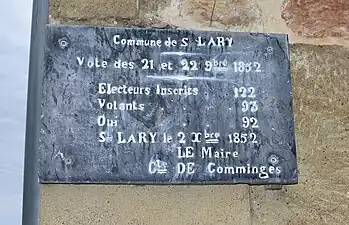 Commune de St LARY
Vote des 21 et 22 9bre 1852
Electeurs Inscrits 122
Votants 93
Oui 92
St LARY le 2 Xbre 1852
LE Maire
Cte DE Comminges